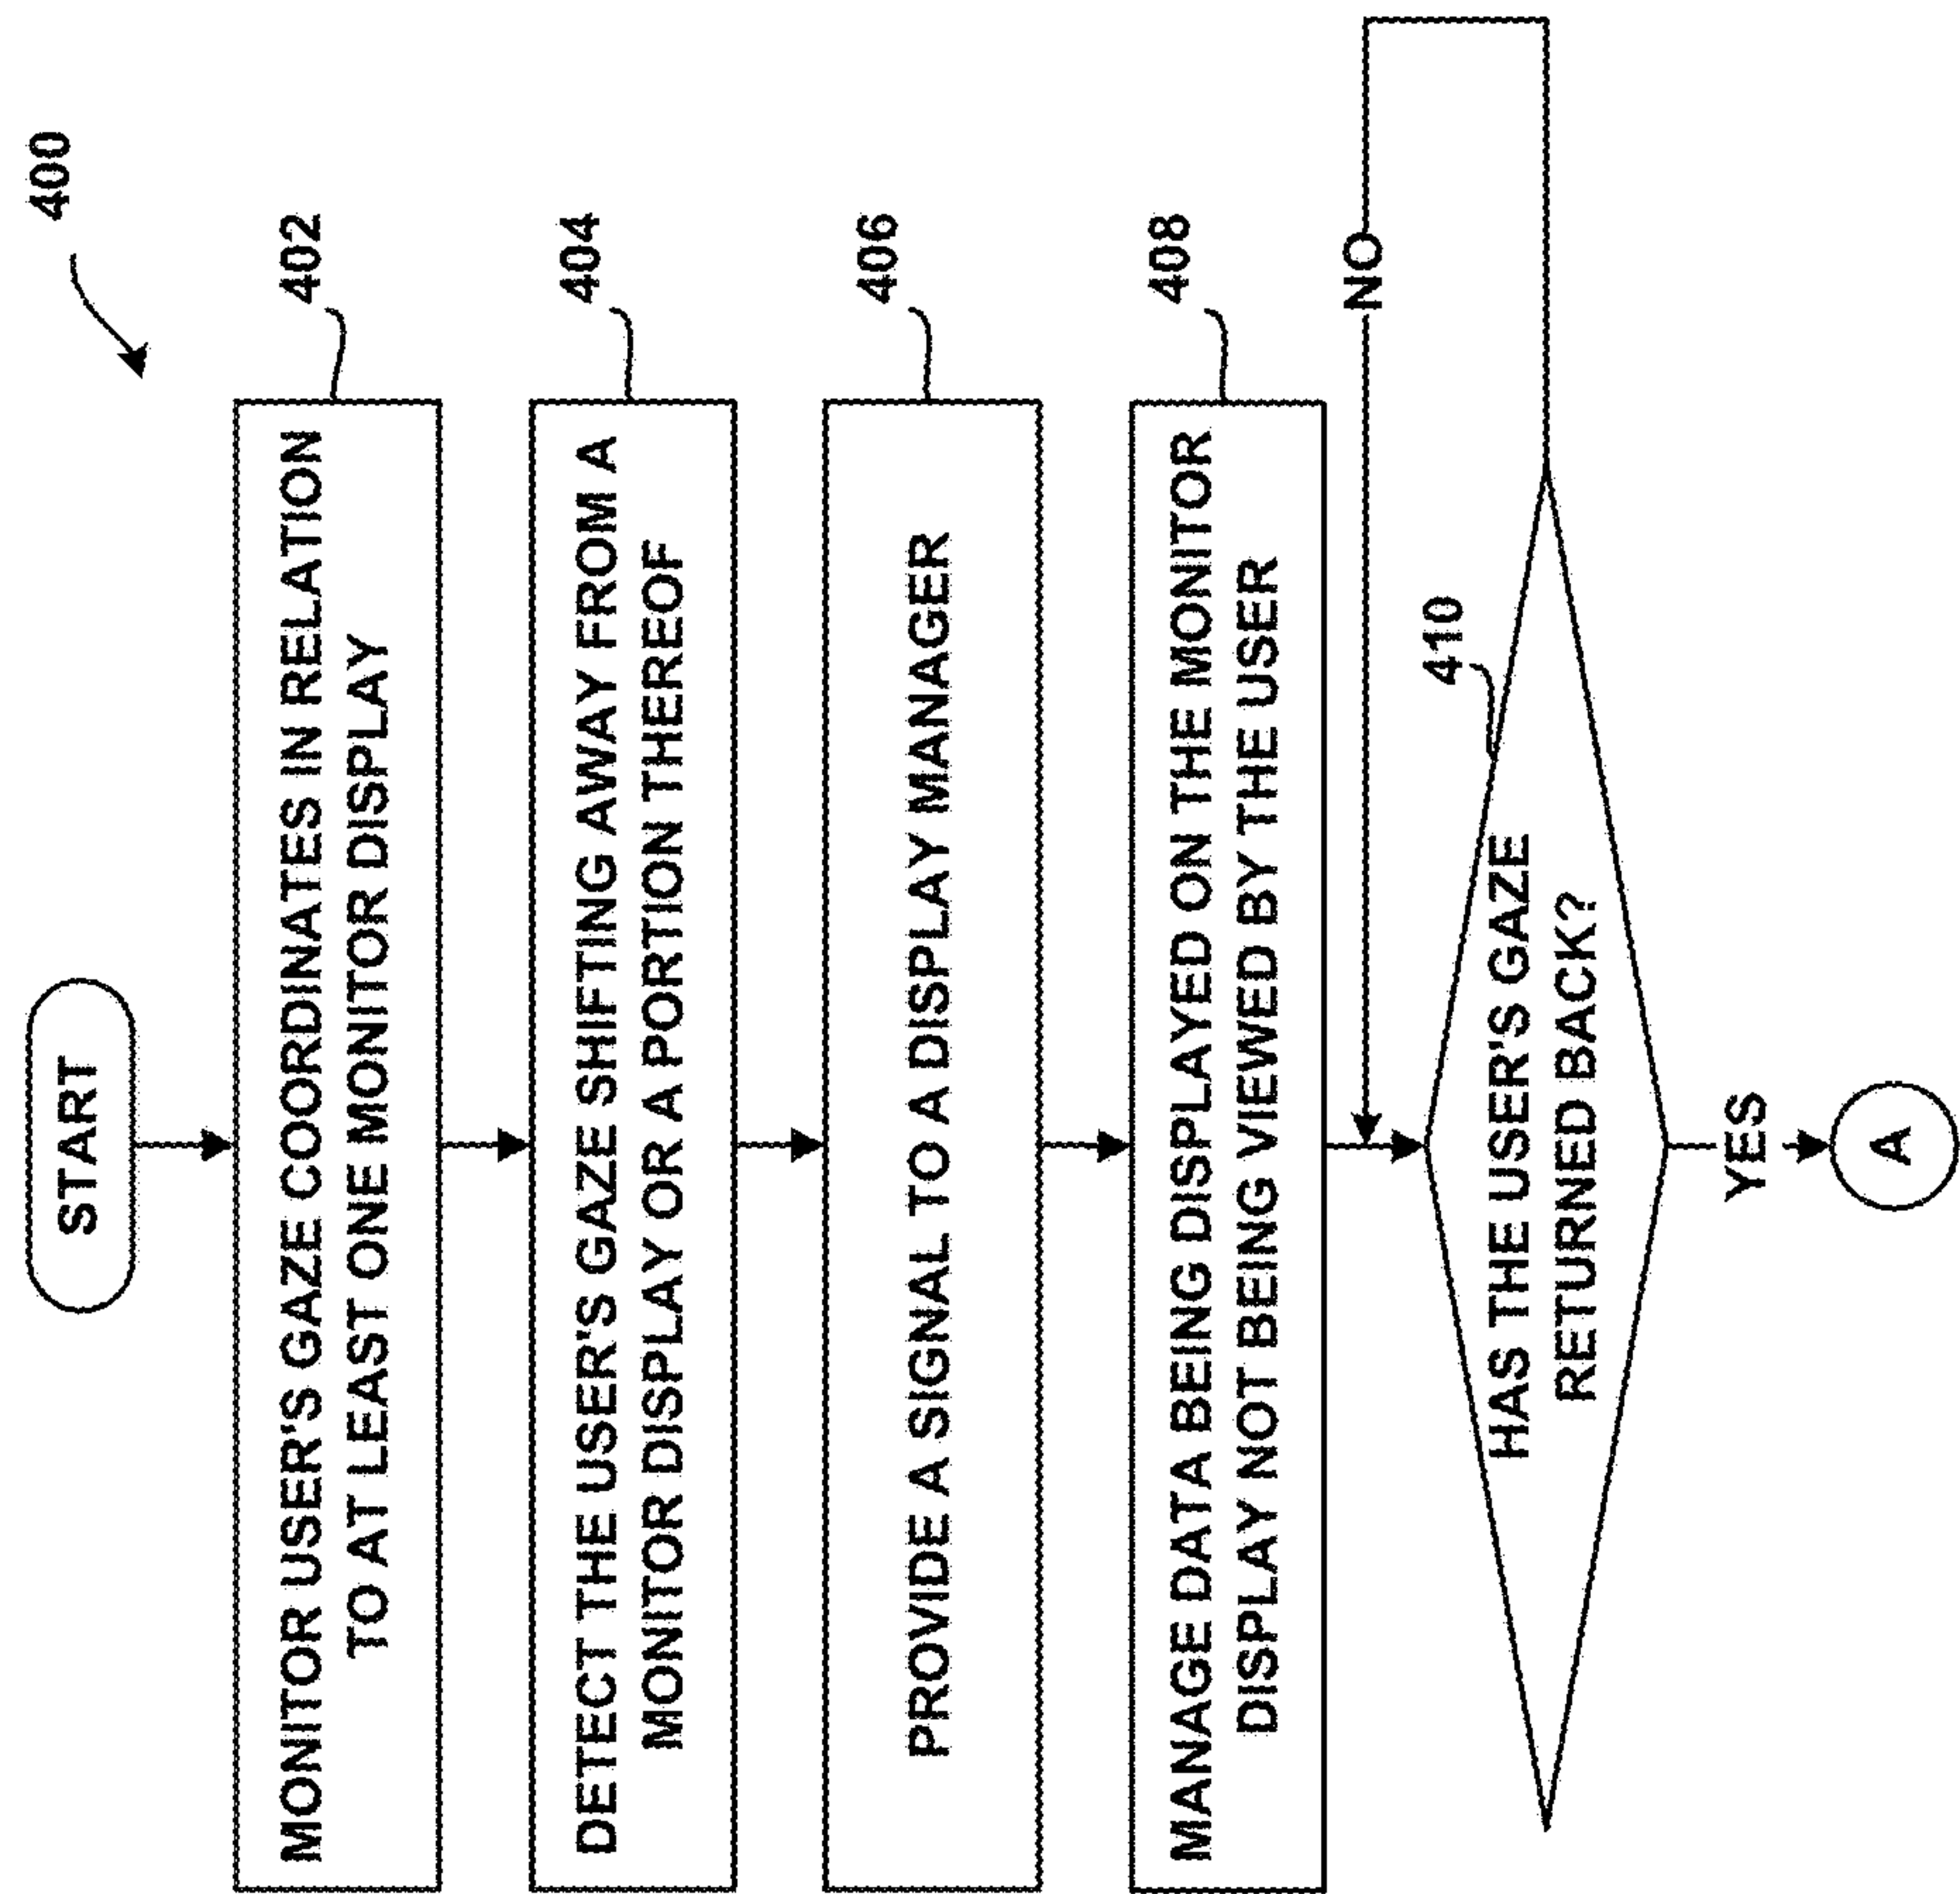 400
START
MONITOR USER'S GAZE COORDINATES IN RELATION
TO AT LEAST ONE MONITOR DISPLAY
402
DETECT THE USER'S GAZE SHIFTING AWAY FROM A
MONITOR DISPLAY OR A PORTION THEREOF
404
PROVIDE A SIGNAL TO A DISPLAY MANAGER
406
MANAGE DATA BEING DISPLAYED ON THE MONITOR
DISPLAY NOT BEING VIEWED BY THE USER
408
NO
410
HAS THE USER'S GAZE
RETURNED BACK?
YES
A